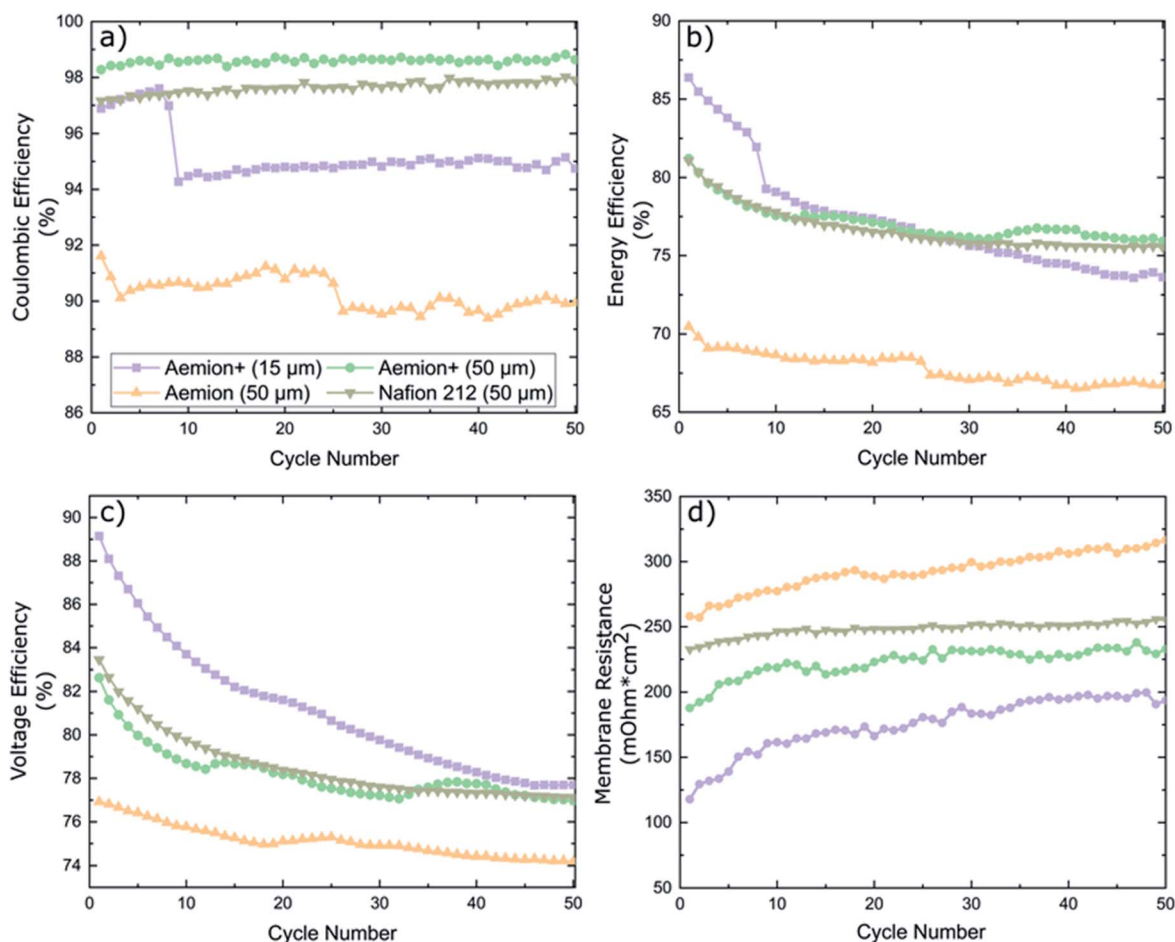 a)
100
98
96
94
92
90
88
86
Coulombic Efficiency
(%)
Aemion+ (15 µm)
Aemion+ (50 µm)
Aemion (50 µm)
Nafion 212 (50 µm)
0 10 20 30 40 50
Cycle Number
b)
90
85
80
75
70
65
Energy Efficiency
(%)
0 10 20 30 40 50
Cycle Number
c)
90
88
86
84
82
80
78
76
74
Voltage Efficiency
(%)
0 10 20 30 40 50
Cycle Number
d)
350
300
250
200
150
100
50
Membrane Resistance
(mOhm*cm²)
0 10 20 30 40 50
Cycle Number